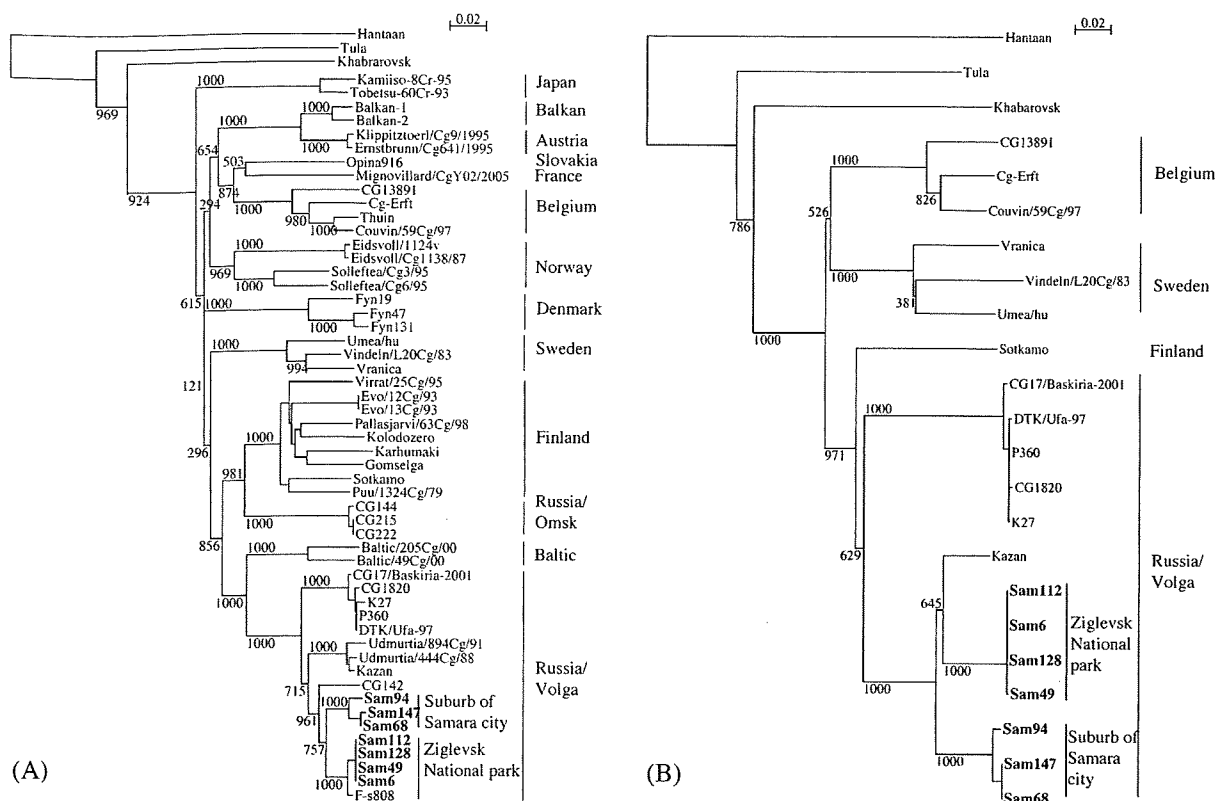 0.02
Hantaan
Tula
Khabrarovsk
969
1000
Kamiiso-8Cr-95
Tobetsu-60Cr-93
Japan
1000
Balkan-1
Balkan-2
Balkan
1000
1000
Klippitztoerl/Cg9/1995
Ernstbrunn/Cg641/1995
Austria
654
503
Opina916
Slovakia
Mignovillard/CgY02/2005
France
874
924
294
1000
CG13891
Cg-Erft
980
Thuin
1000
Couvin/59Cg/97
Belgium
1000
Eidsvoll/1124v
Eidsvoll/Cg1138/87
969
Solleftea/Cg3/95
1000
Solleftea/Cg6/95
Norway
615
1000
Fyn19
Fyn47
1000
Fyn131
Denmark
1000
Umea/hu
Vindeln/L20Cg/83
994
Vranica
Sweden
121
Virrat/25Cg/95
Evo/12Cg/93
Evo/13Cg/93
Pallasjarvi/63Cg/98
1000
Kolodozero
Karhumaki
Gomselga
Finland
296
981
Sotkamo
Puu/1324Cg/79
1000
CG144
CG215
CG222
Russia/
Omsk
856
1000
Baltic/205Cg/00
Baltic/49Cg/00
Baltic
1000
1000
CG17/Baskiria-2001
CG1820
K27
P360
DTK/Ufa-97
1000
1000
Udmurtia/894Cg/91
Udmurtia/444Cg/88
Kazan
Russia/
Volga
715
CG142
961
1000
Sam94
Sam147
Sam68
Suburb of
Samara city
757
Sam112
Sam128
Sam49
Sam6
1000
F-s808
Ziglevsk
National park
(A)
0.02
Hantaan
Tula
Khabarovsk
786
1000
CG13891
Cg-Erft
826
Couvin/59Cg/97
Belgium
526
1000
Vranica
Vindeln/L20Cg/83
381
Umea/hu
Sweden
1000
Sotkamo
Finland
971
1000
CG17/Baskiria-2001
DTK/Ufa-97
P360
CG1820
K27
629
Russia/
Volga
Kazan
645
Sam112
Sam6
Sam128
1000
Sam49
Ziglevsk
National
park
1000
Sam94
1000
Sam147
Sam68
Suburb of
Samara
city
(B)